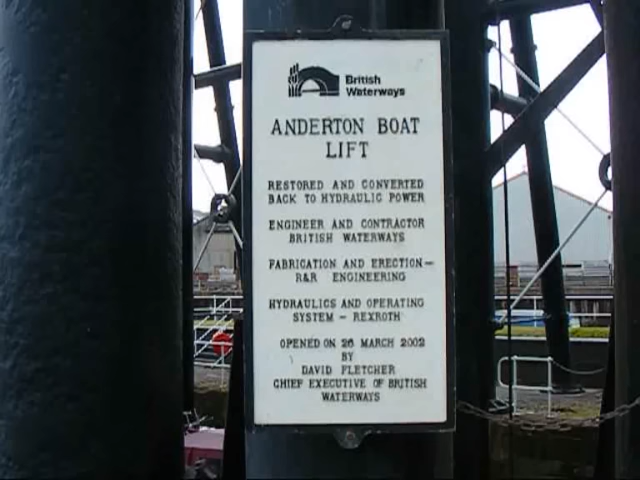 British
Waterways
ANDERTON BOAT
LIFT
RESTORED AND CONVERTED
BACK TO HYDRAULIC POWER
ENGINEER AND CONTRACTOR
BRITISH WATERWAYS
FABRICATION AND ERECTION —
R&R ENGINEERING
HYDRAULICS AND OPERATING
SYSTEM — REXROTH
OPENED ON 26 MARCH 2002
BY
DAVID FLETCHER
CHIEF EXECUTIVE OF BRITISH
WATERWAYS